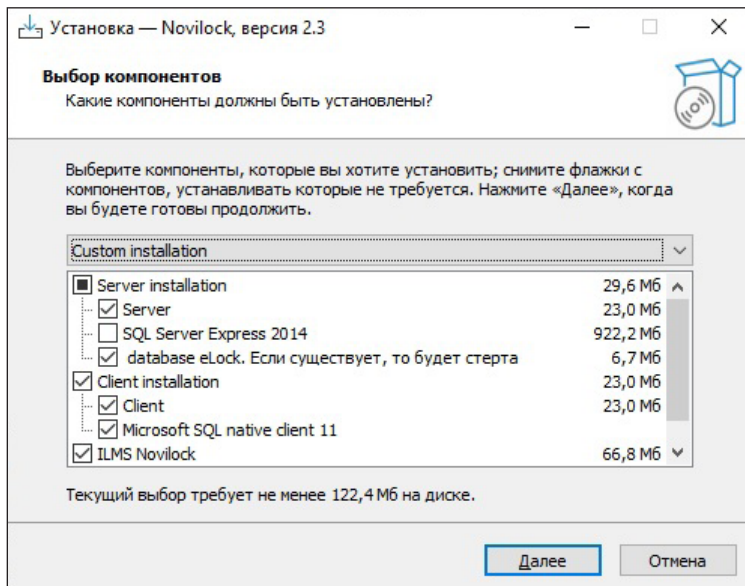 Установка — Novilock, версия 2.3
Выбор компонентов
Какие компоненты должны быть установлены?
Выберите компоненты, которые вы хотите установить; снимите флажки с
компонентов, устанавливать которые не требуется. Нажмите «Далее», когда
вы будете готовы продолжить.
Custom installation
Server installation 29,6 Мб
Server 23,0 Мб
SQL Server Express 2014 922,2 Мб
database eLock. Если существует, то будет стерта 6,7 Мб
Client installation 23,0 Мб
Client 23,0 Мб
Microsoft SQL native client 11
ILMS Novilock 66,8 Мб
Текущий выбор требует не менее 122,4 Мб на диске.
Далее Отмена